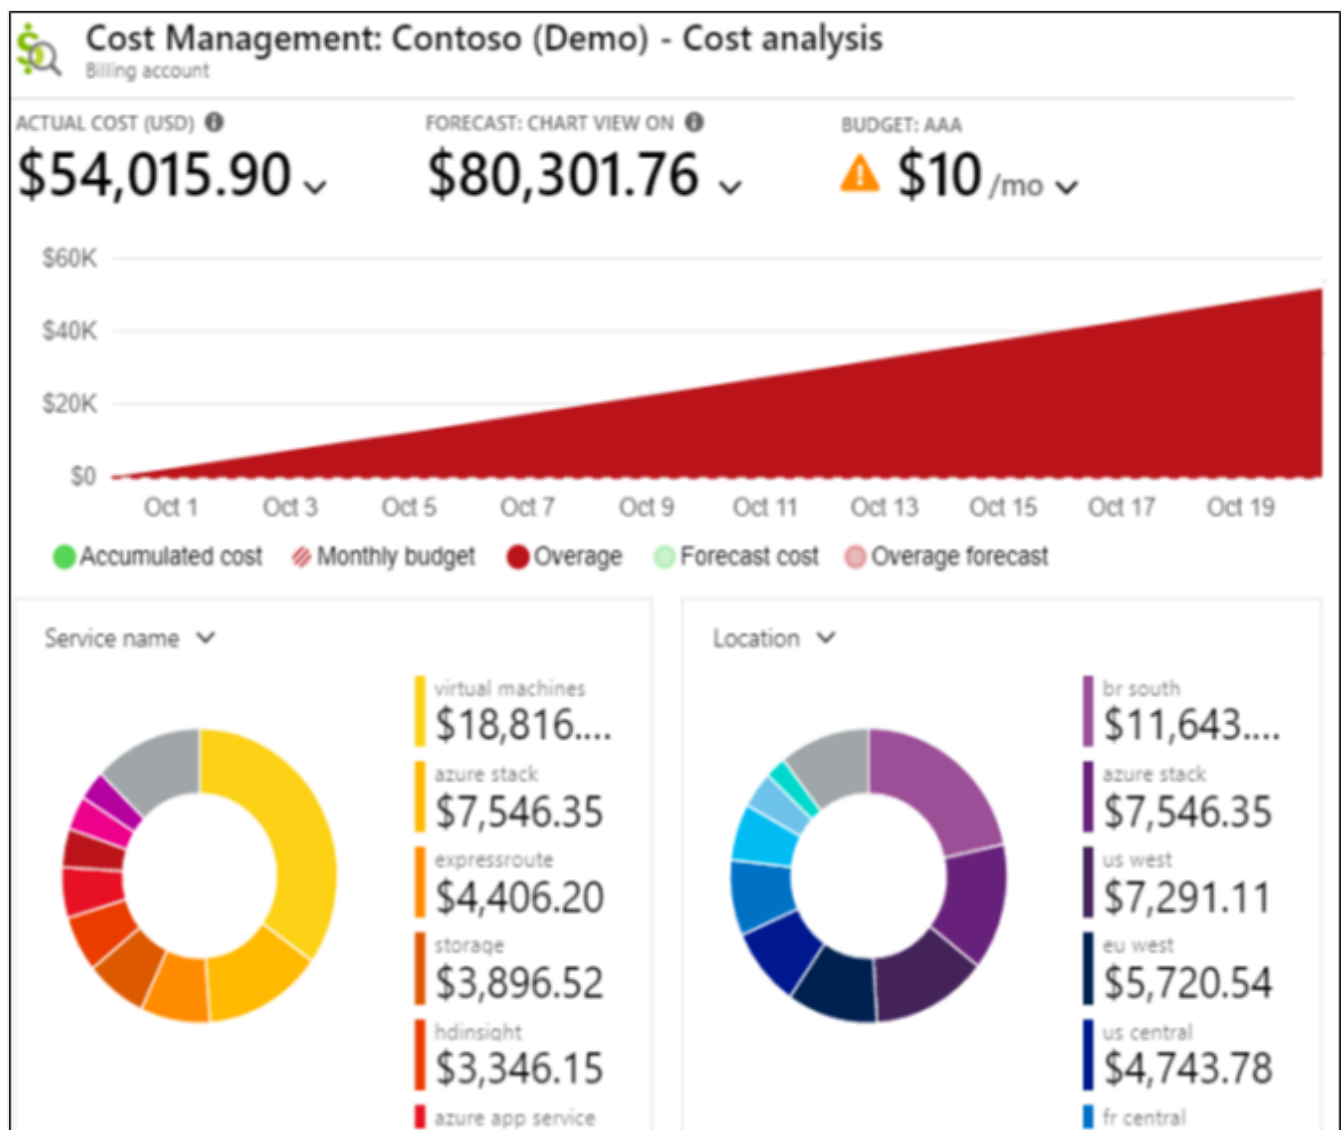 Cost Management: Contoso (Demo) - Cost analysis
Billing account
ACTUAL COST (USD)
FORECAST: CHART VIEW ON
BUDGET: AAA
$54,015.90
$80,301.76
$10 /mo
$60K
$40K
$20K
$0
Oct 1 Oct 3 Oct 5 Oct 7 Oct 9 Oct 11 Oct 13 Oct 15 Oct 17 Oct 19
Accumulated cost Monthly budget Overage Forecast cost Overage forecast
Service name
virtual machines
$18,816....
azure stack
$7,546.35
expressroute
$4,406.20
storage
$3,896.52
hdinsight
$3,346.15
azure app service
Location
br south
$11,643....
azure stack
$7,546.35
us west
$7,291.11
eu west
$5,720.54
us central
$4,743.78
fr central